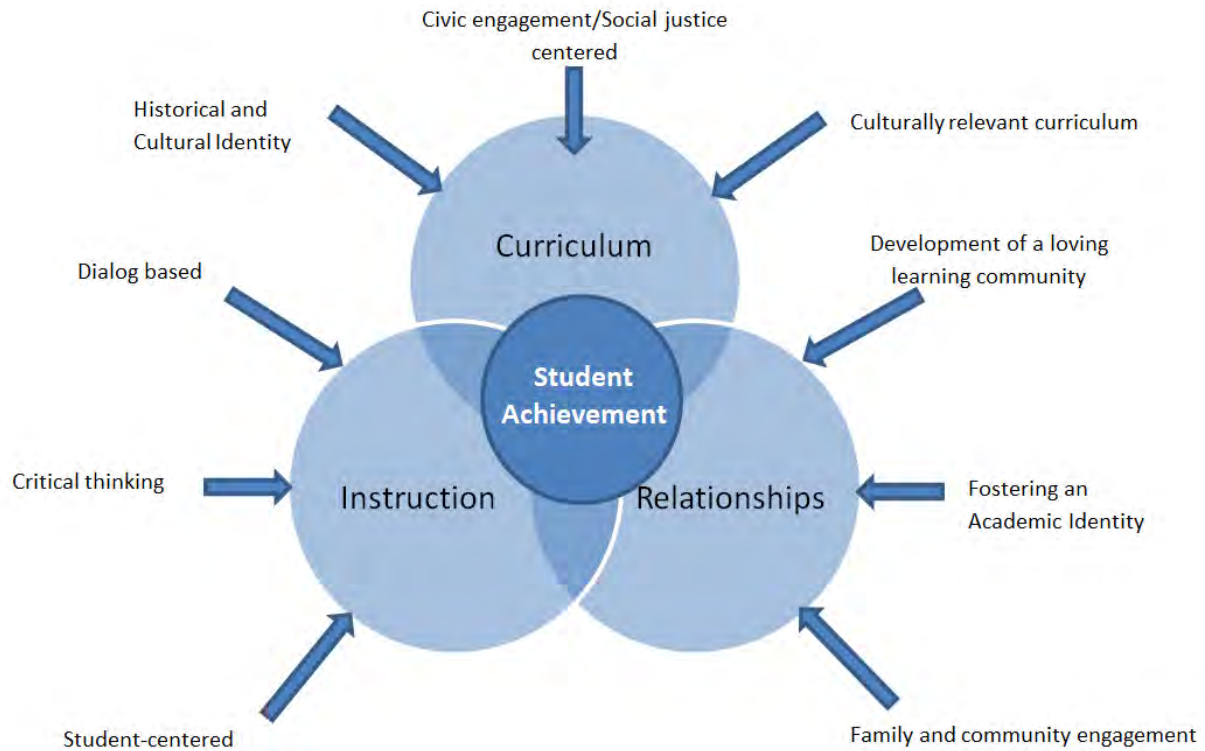 Civic engagement/Social justice
centered
Historical and
Cultural Identity
Culturally relevant curriculum
Curriculum
Development of a loving
learning community
Dialog based
Student
Achievement
Critical thinking
Instruction
Relationships
Fostering an
Academic Identity
Student-centered
Family and community engagement